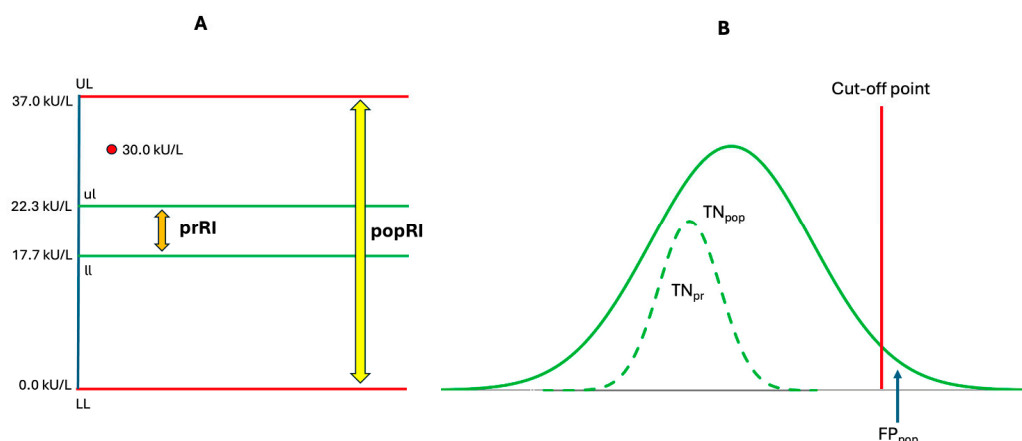 A
UL
37.0 kU/L
30.0 kU/L
ul
22.3 kU/L
prRI
popRI
17.7 kU/L
ll
0.0 kU/L
LL
B
Cut-off point
TNpop
TNpr
FPpop